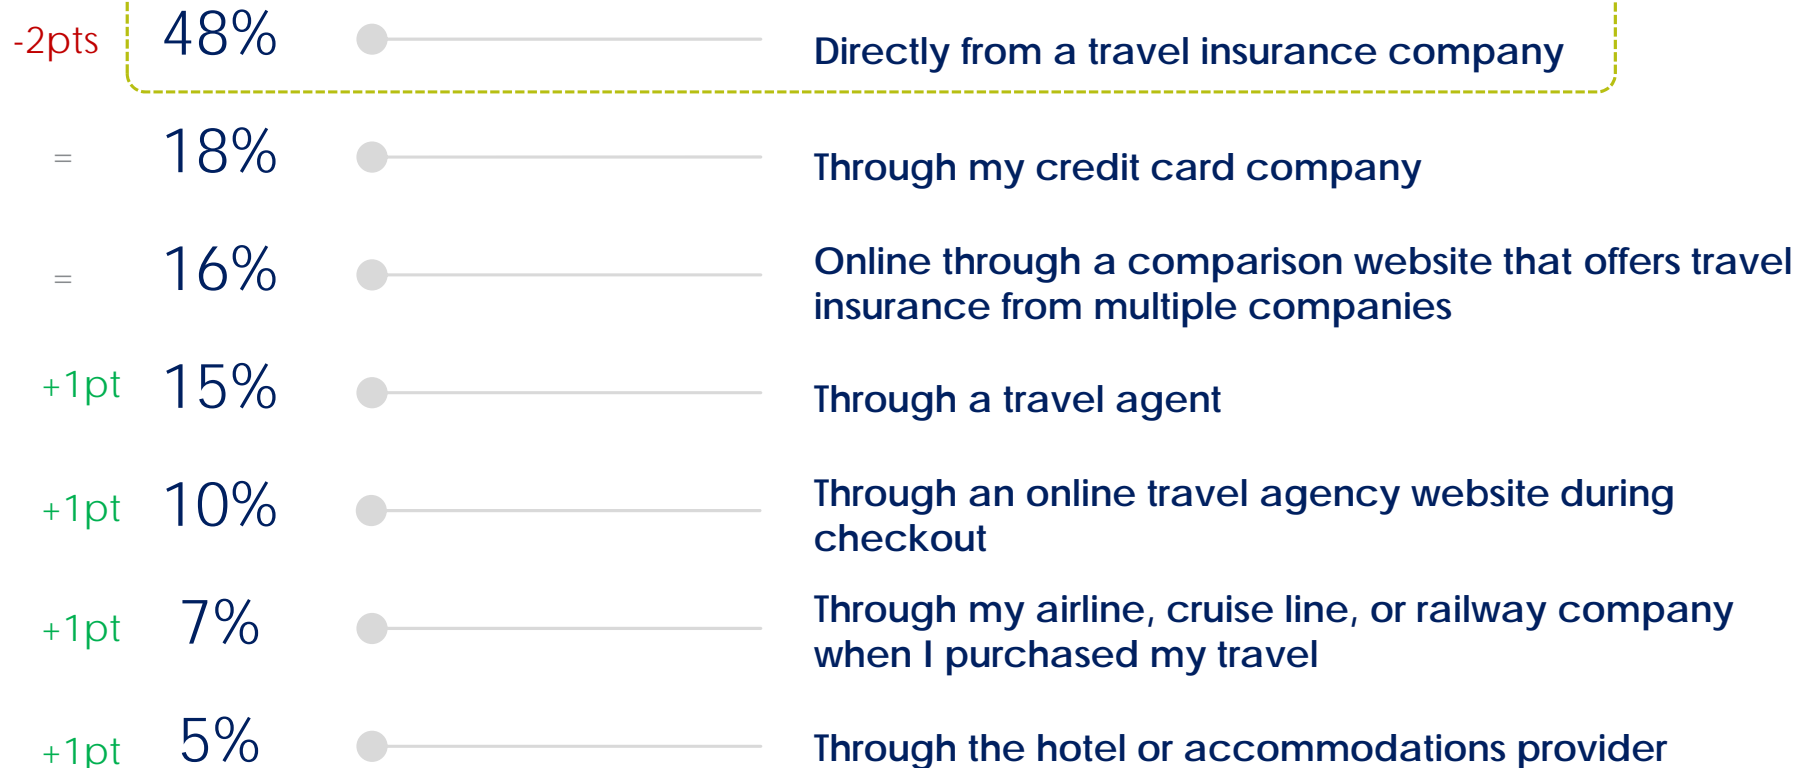 -2pts 48% Directly from a travel insurance company
= 18% Through my credit card company
= 16% Online through a comparison website that offers travel
insurance from multiple companies
+1pt 15% Through a travel agent
+1pt 10% Through an online travel agency website during
checkout
+1pt 7% Through my airline, cruise line, or railway company
when I purchased my travel
+1pt 5% Through the hotel or accommodations provider